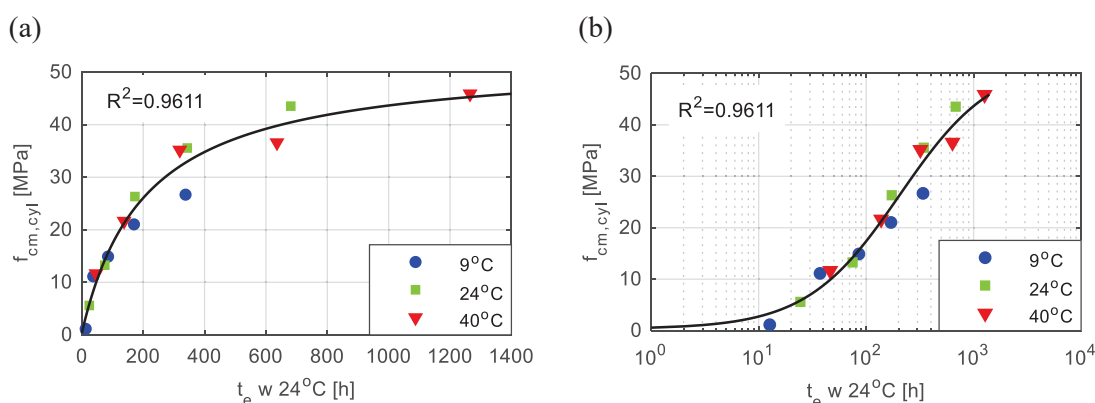 (a)
R²=0.9611
f_cm,cyl [MPa]
50
40
30
20
10
0
9°C
24°C
40°C
0 200 400 600 800 1000 1200 1400
t_e w 24°C [h]
(b)
R²=0.9611
f_cm,cyl [MPa]
50
40
30
20
10
0
9°C
24°C
40°C
10⁰ 10¹ 10² 10³ 10⁴
t_e w 24°C [h]